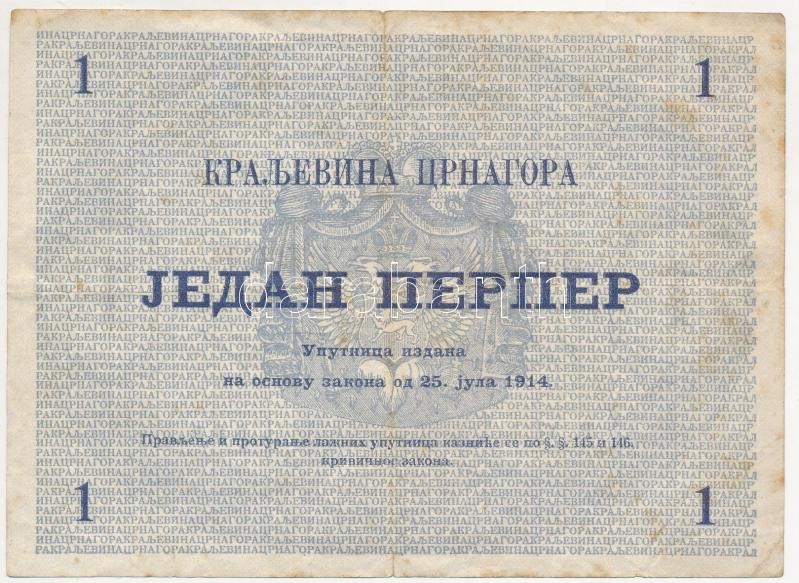 1 1
КРАЉЕВИНА ЦРНАГОРА
ЈЕДАН ПЕРПЕР
Упутница издана
на основу закона од 25. јула 1914.
Прављење и протурање лажних упутница казниће се по §. §. 145 и 146.
кривичног закона.
1 1